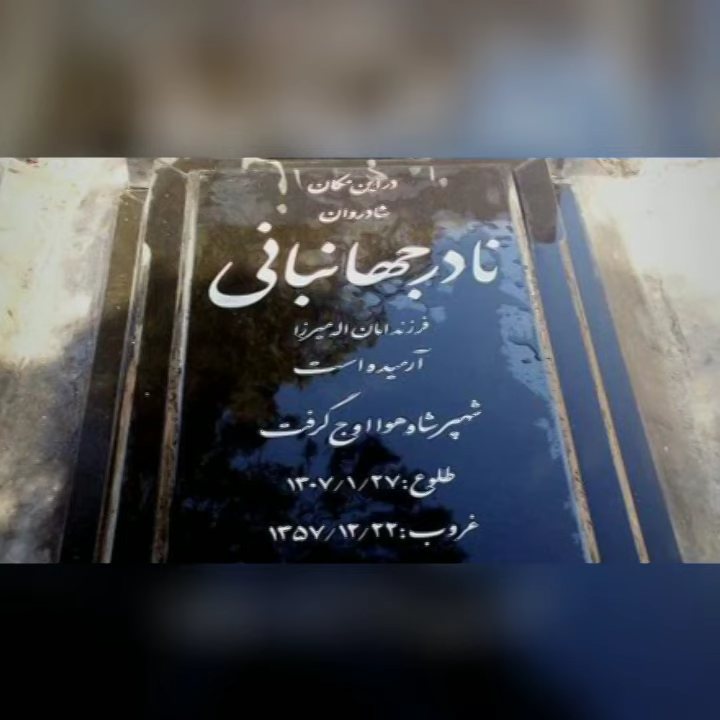 در این مکان
شادروان
نادر جهانبانی
فرزند امان اله میرزا
آرمیده است
شهپر شاه هوا اوج گرفت
طلوع: ۱۳۰۷/۱/۲۷
غروب: ۱۳۵۷/۱۲/۲۲